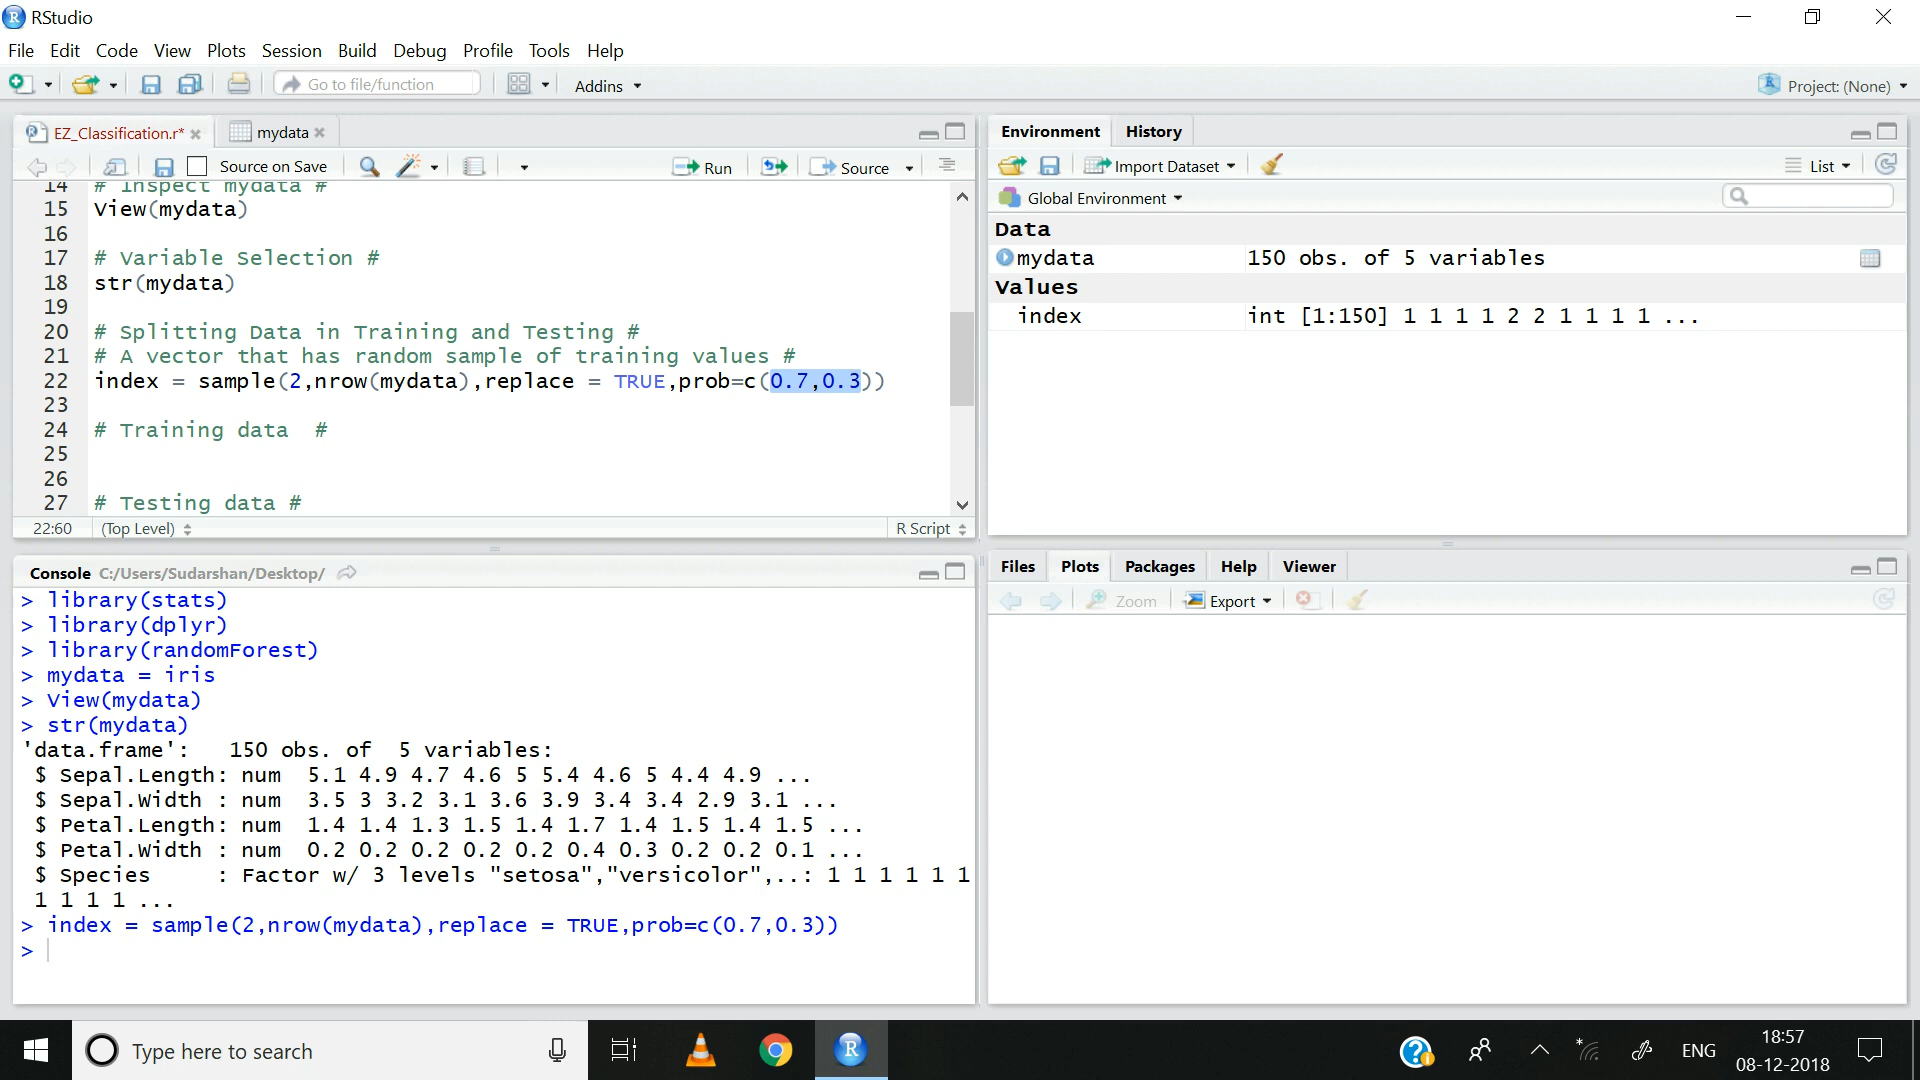 RStudio
File Edit Code View Plots Session Build Debug Profile Tools Help
Go to file/function Addins Project: (None)
EZ_Classification.r* mydata
Source on Save Run Source
14 # Inspect mydata #
15 View(mydata)
16
17 # Variable Selection #
18 str(mydata)
19
20 # Splitting Data in Training and Testing #
21 # A vector that has random sample of training values #
22 index = sample(2,nrow(mydata),replace = TRUE,prob=c(0.7,0.3))
23
24 # Training data #
25
26
27 # Testing data #
22:60 (Top Level) R Script
Environment History
Import Dataset List
Global Environment
Data
mydata 150 obs. of 5 variables
Values
index int [1:150] 1 1 1 1 2 2 1 1 1 1 ...
Console C:/Users/Sudarshan/Desktop/
> library(stats)
> library(dplyr)
> library(randomForest)
> mydata = iris
> View(mydata)
> str(mydata)
'data.frame': 150 obs. of 5 variables:
$ Sepal.Length: num 5.1 4.9 4.7 4.6 5 5.4 4.6 5 4.4 4.9 ...
$ Sepal.Width : num 3.5 3 3.2 3.1 3.6 3.9 3.4 3.4 2.9 3.1 ...
$ Petal.Length: num 1.4 1.4 1.3 1.5 1.4 1.7 1.4 1.5 1.4 1.5 ...
$ Petal.Width : num 0.2 0.2 0.2 0.2 0.2 0.4 0.3 0.2 0.2 0.1 ...
$ Species : Factor w/ 3 levels "setosa","versicolor",..: 1 1 1 1 1 1
1 1 1 1 ...
> index = sample(2,nrow(mydata),replace = TRUE,prob=c(0.7,0.3))
>
Files Plots Packages Help Viewer
Zoom Export
Type here to search
ENG
18:57
08-12-2018